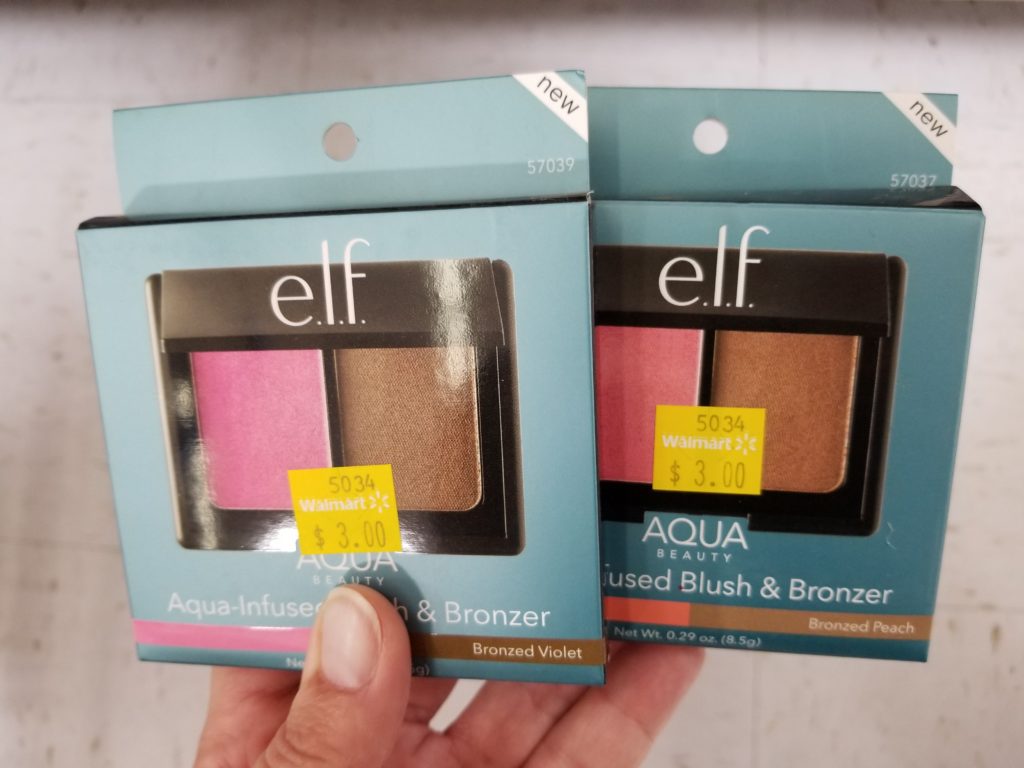 new
57039
e.l.f.
5034
Walmart
$ 3.00
AQUA
BEAUTY
Aqua-Infused & Bronzer
Bronzed Violet
new
57037
e.l.f.
5034
Walmart
$ 3.00
AQUA
BEAUTY
fused Blush & Bronzer
Bronzed Peach
Net Wt. 0.29 oz. (8.5g)